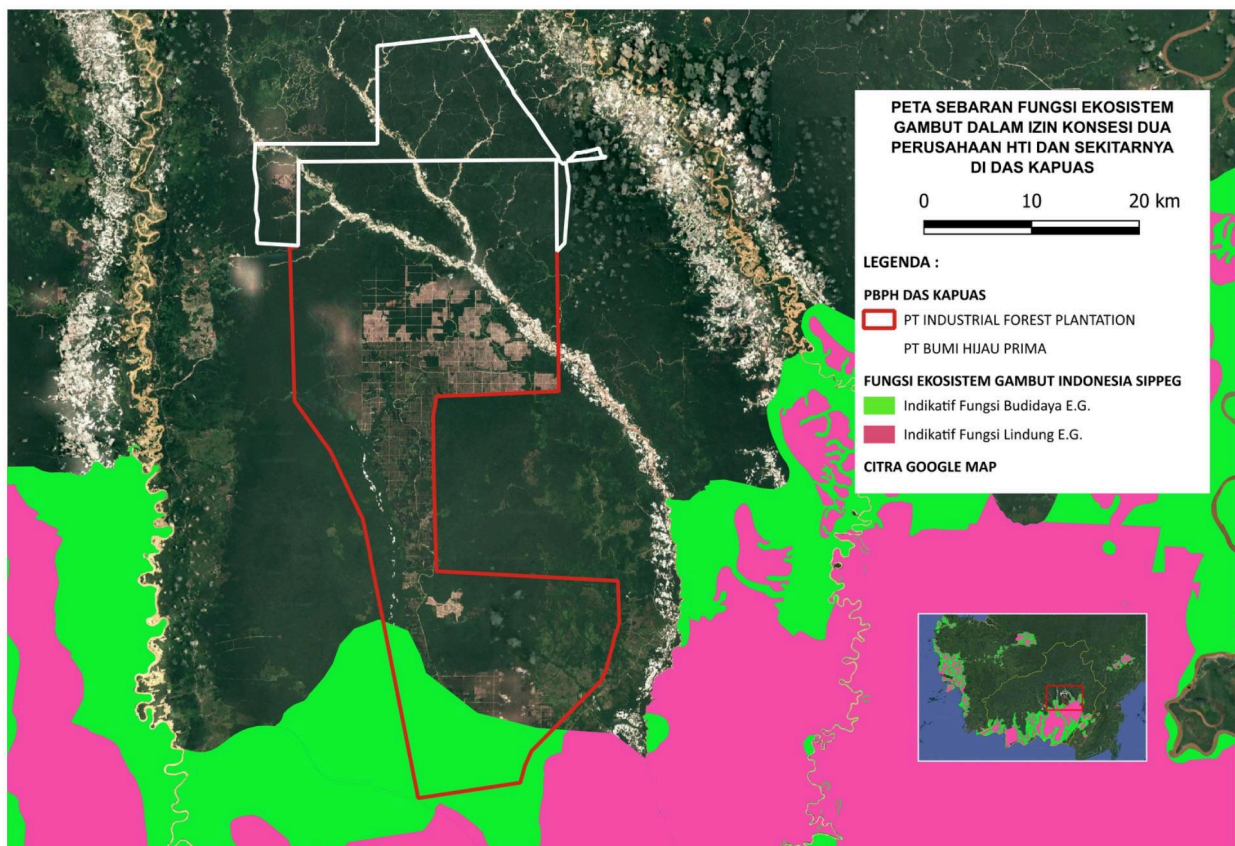 PETA SEBARAN FUNGSI EKOSISTEM
GAMBUT DALAM IZIN KONSESI DUA
PERUSAHAAN HTI DAN SEKITARNYA
DI DAS KAPUAS
0 10 20 km
LEGENDA :
PBPH DAS KAPUAS
PT INDUSTRIAL FOREST PLANTATION
PT BUMI HIJAU PRIMA
FUNGSI EKOSISTEM GAMBUT INDONESIA SIPPEG
Indikatif Fungsi Budidaya E.G.
Indikatif Fungsi Lindung E.G.
CITRA GOOGLE MAP